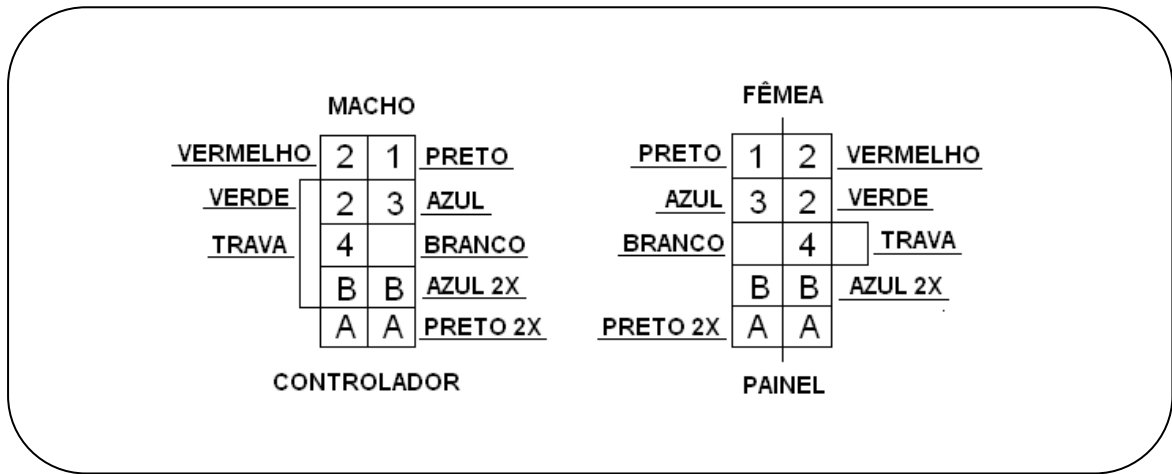 MACHO
VERMELHO 2 1 PRETO
VERDE 2 3 AZUL
TRAVA 4 BRANCO
B B AZUL 2X
A A PRETO 2X
CONTROLADOR
FÊMEA
PRETO 1 2 VERMELHO
AZUL 3 2 VERDE
BRANCO 4 TRAVA
B B AZUL 2X
PRETO 2X A A
PAINEL